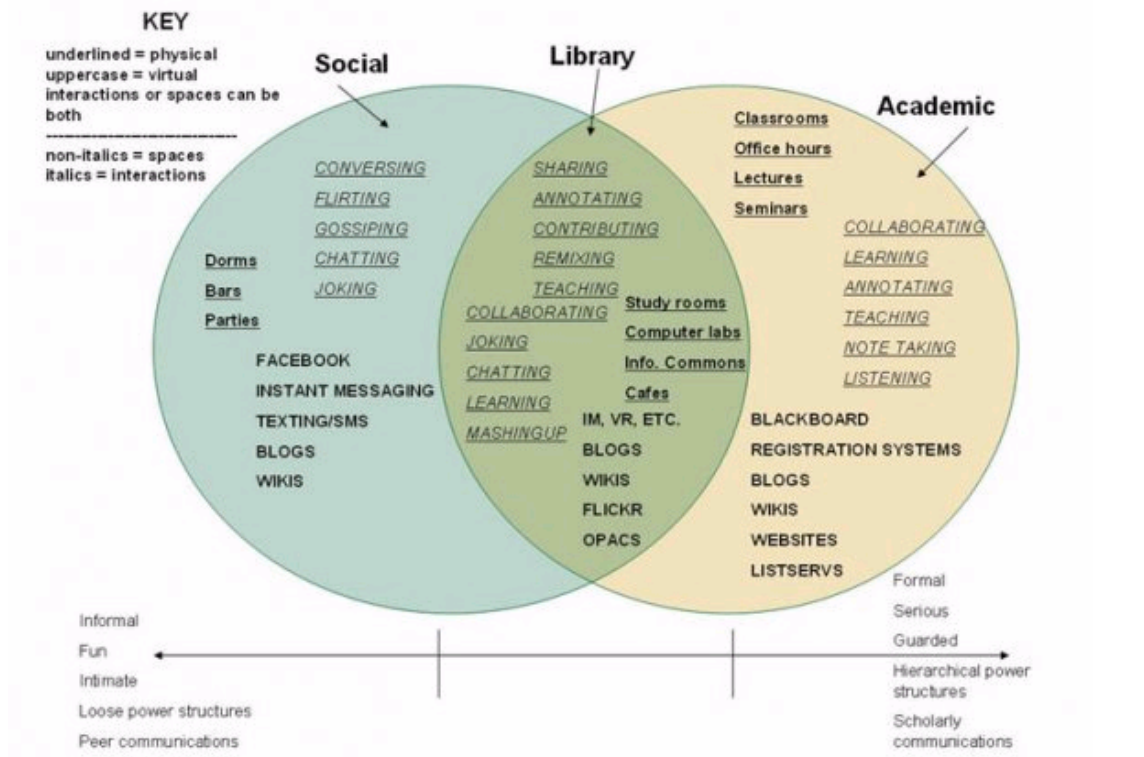 KEY
underlined = physical
uppercase = virtual
interactions or spaces can be
both
----------------------------------
non-italics = spaces
italics = interactions
Social
Library
Academic
CONVERSING
FLIRTING
GOSSIPING
CHATTING
JOKING
Dorms
Bars
Parties
FACEBOOK
INSTANT MESSAGING
TEXTING/SMS
BLOGS
WIKIS
SHARING
ANNOTATING
CONTRIBUTING
REMIXING
TEACHING
COLLABORATING
JOKING
CHATTING
LEARNING
MASHINGUP
Study rooms
Computer labs
Info. Commons
Cafes
IM, VR, ETC.
BLOGS
WIKIS
FLICKR
OPACS
Classrooms
Office hours
Lectures
Seminars
COLLABORATING
LEARNING
ANNOTATING
TEACHING
NOTE TAKING
LISTENING
BLACKBOARD
REGISTRATION SYSTEMS
BLOGS
WIKIS
WEBSITES
LISTSERVS
Informal
Fun
Intimate
Loose power structures
Peer communications
Formal
Serious
Guarded
Hierarchical power
structures
Scholarly
communications